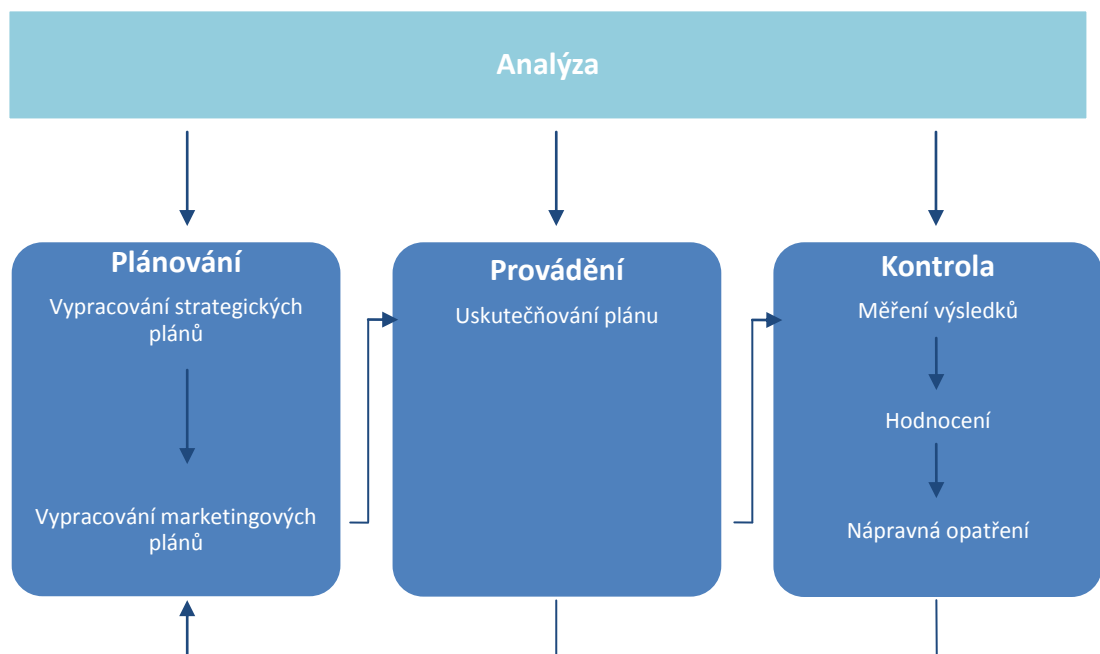 Analýza
Plánování
Vypracování strategických
plánů
Vypracování marketingových
plánů
Provádění
Uskutečňování plánu
Kontrola
Měření výsledků
Hodnocení
Nápravná opatření